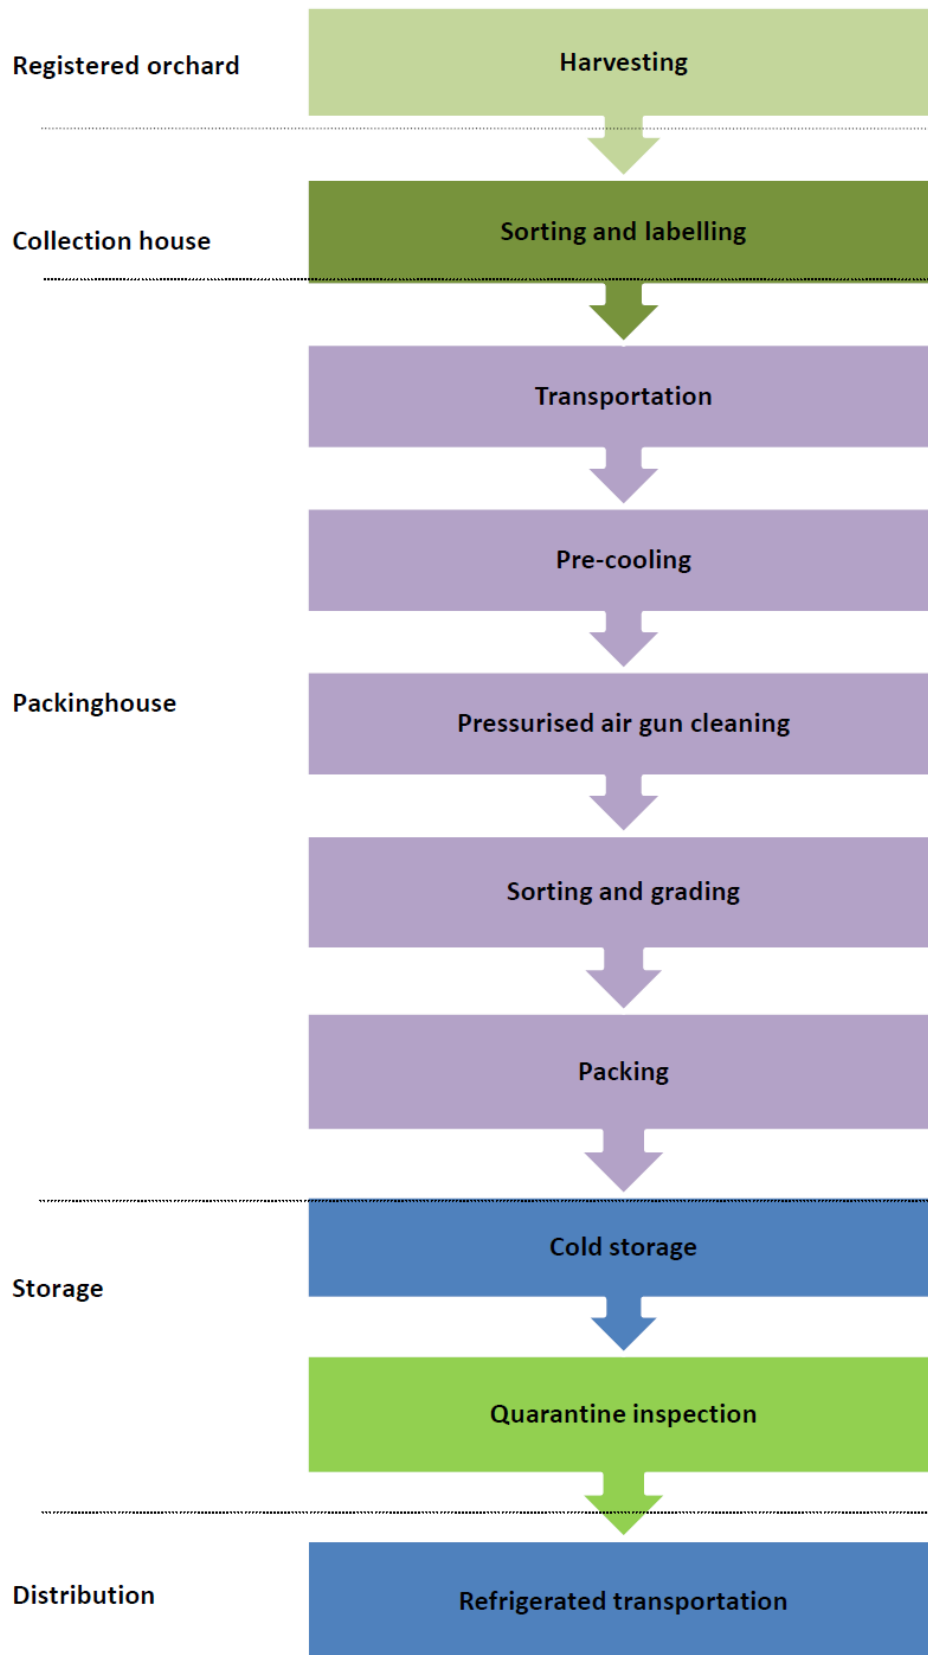 Registered orchard
Harvesting
Collection house
Sorting and labelling
Transportation
Pre-cooling
Packinghouse
Pressurised air gun cleaning
Sorting and grading
Packing
Cold storage
Storage
Quarantine inspection
Distribution
Refrigerated transportation